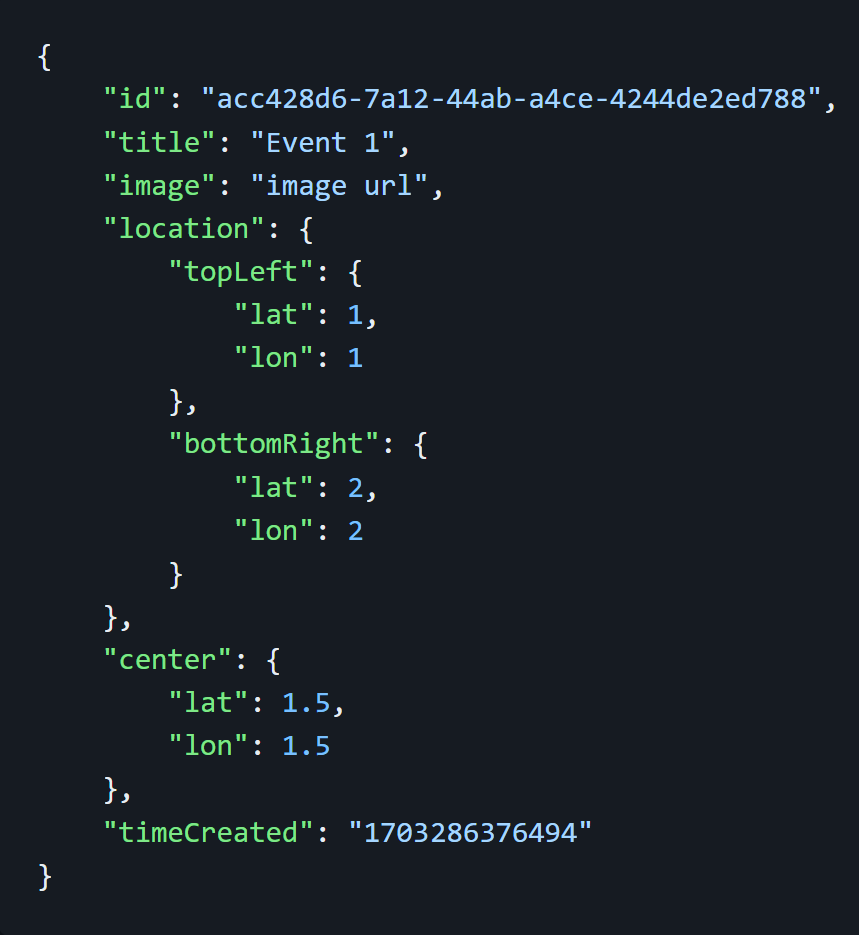 {
    "id": "acc428d6-7a12-44ab-a4ce-4244de2ed788",
    "title": "Event 1",
    "image": "image url",
    "location": {
        "topLeft": {
            "lat": 1,
            "lon": 1
        },
        "bottomRight": {
            "lat": 2,
            "lon": 2
        }
    },
    "center": {
        "lat": 1.5,
        "lon": 1.5
    },
    "timeCreated": "1703286376494"
}